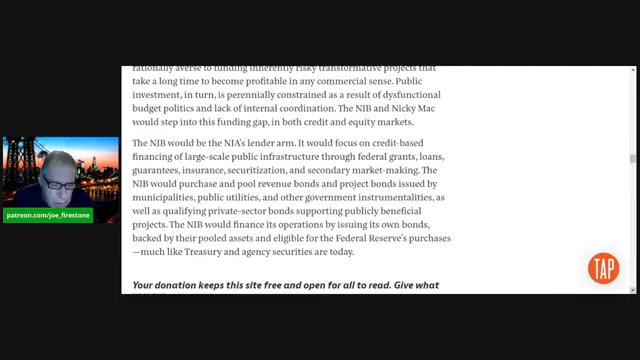 rationally averse to funding inherently risky transformative projects that
take a long time to become profitable in any commercial sense. Public
investment, in turn, is perennially constrained as a result of dysfunctional
budget politics and lack of internal coordination. The NIB and Nicky Mac
would step into this funding gap, in both credit and equity markets.
The NIB would be the NIA's lender arm. It would focus on credit-based
financing of large-scale public infrastructure through federal grants, loans,
guarantees, insurance, securitization, and secondary market-making. The
NIB would purchase and pool revenue bonds and project bonds issued by
municipalities, public utilities, and other government instrumentalities, as
well as qualifying private-sector bonds supporting publicly beneficial
projects. The NIB would finance its operations by issuing its own bonds,
backed by their pooled assets and eligible for the Federal Reserve's purchases
—much like Treasury and agency securities are today.
Your donation keeps this site free and open for all to read. Give what
patreon.com/joe_firestone
TAP